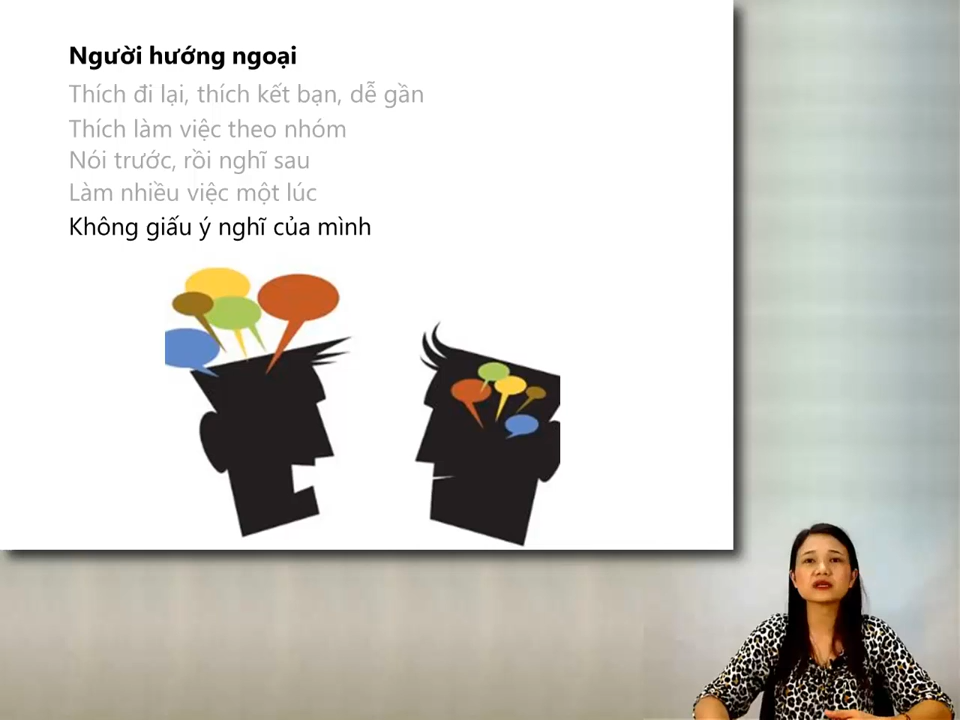 Người hướng ngoại
Thích đi lại, thích kết bạn, dễ gần
Thích làm việc theo nhóm
Nói trước, rồi nghĩ sau
Làm nhiều việc một lúc
Không giấu ý nghĩ của mình